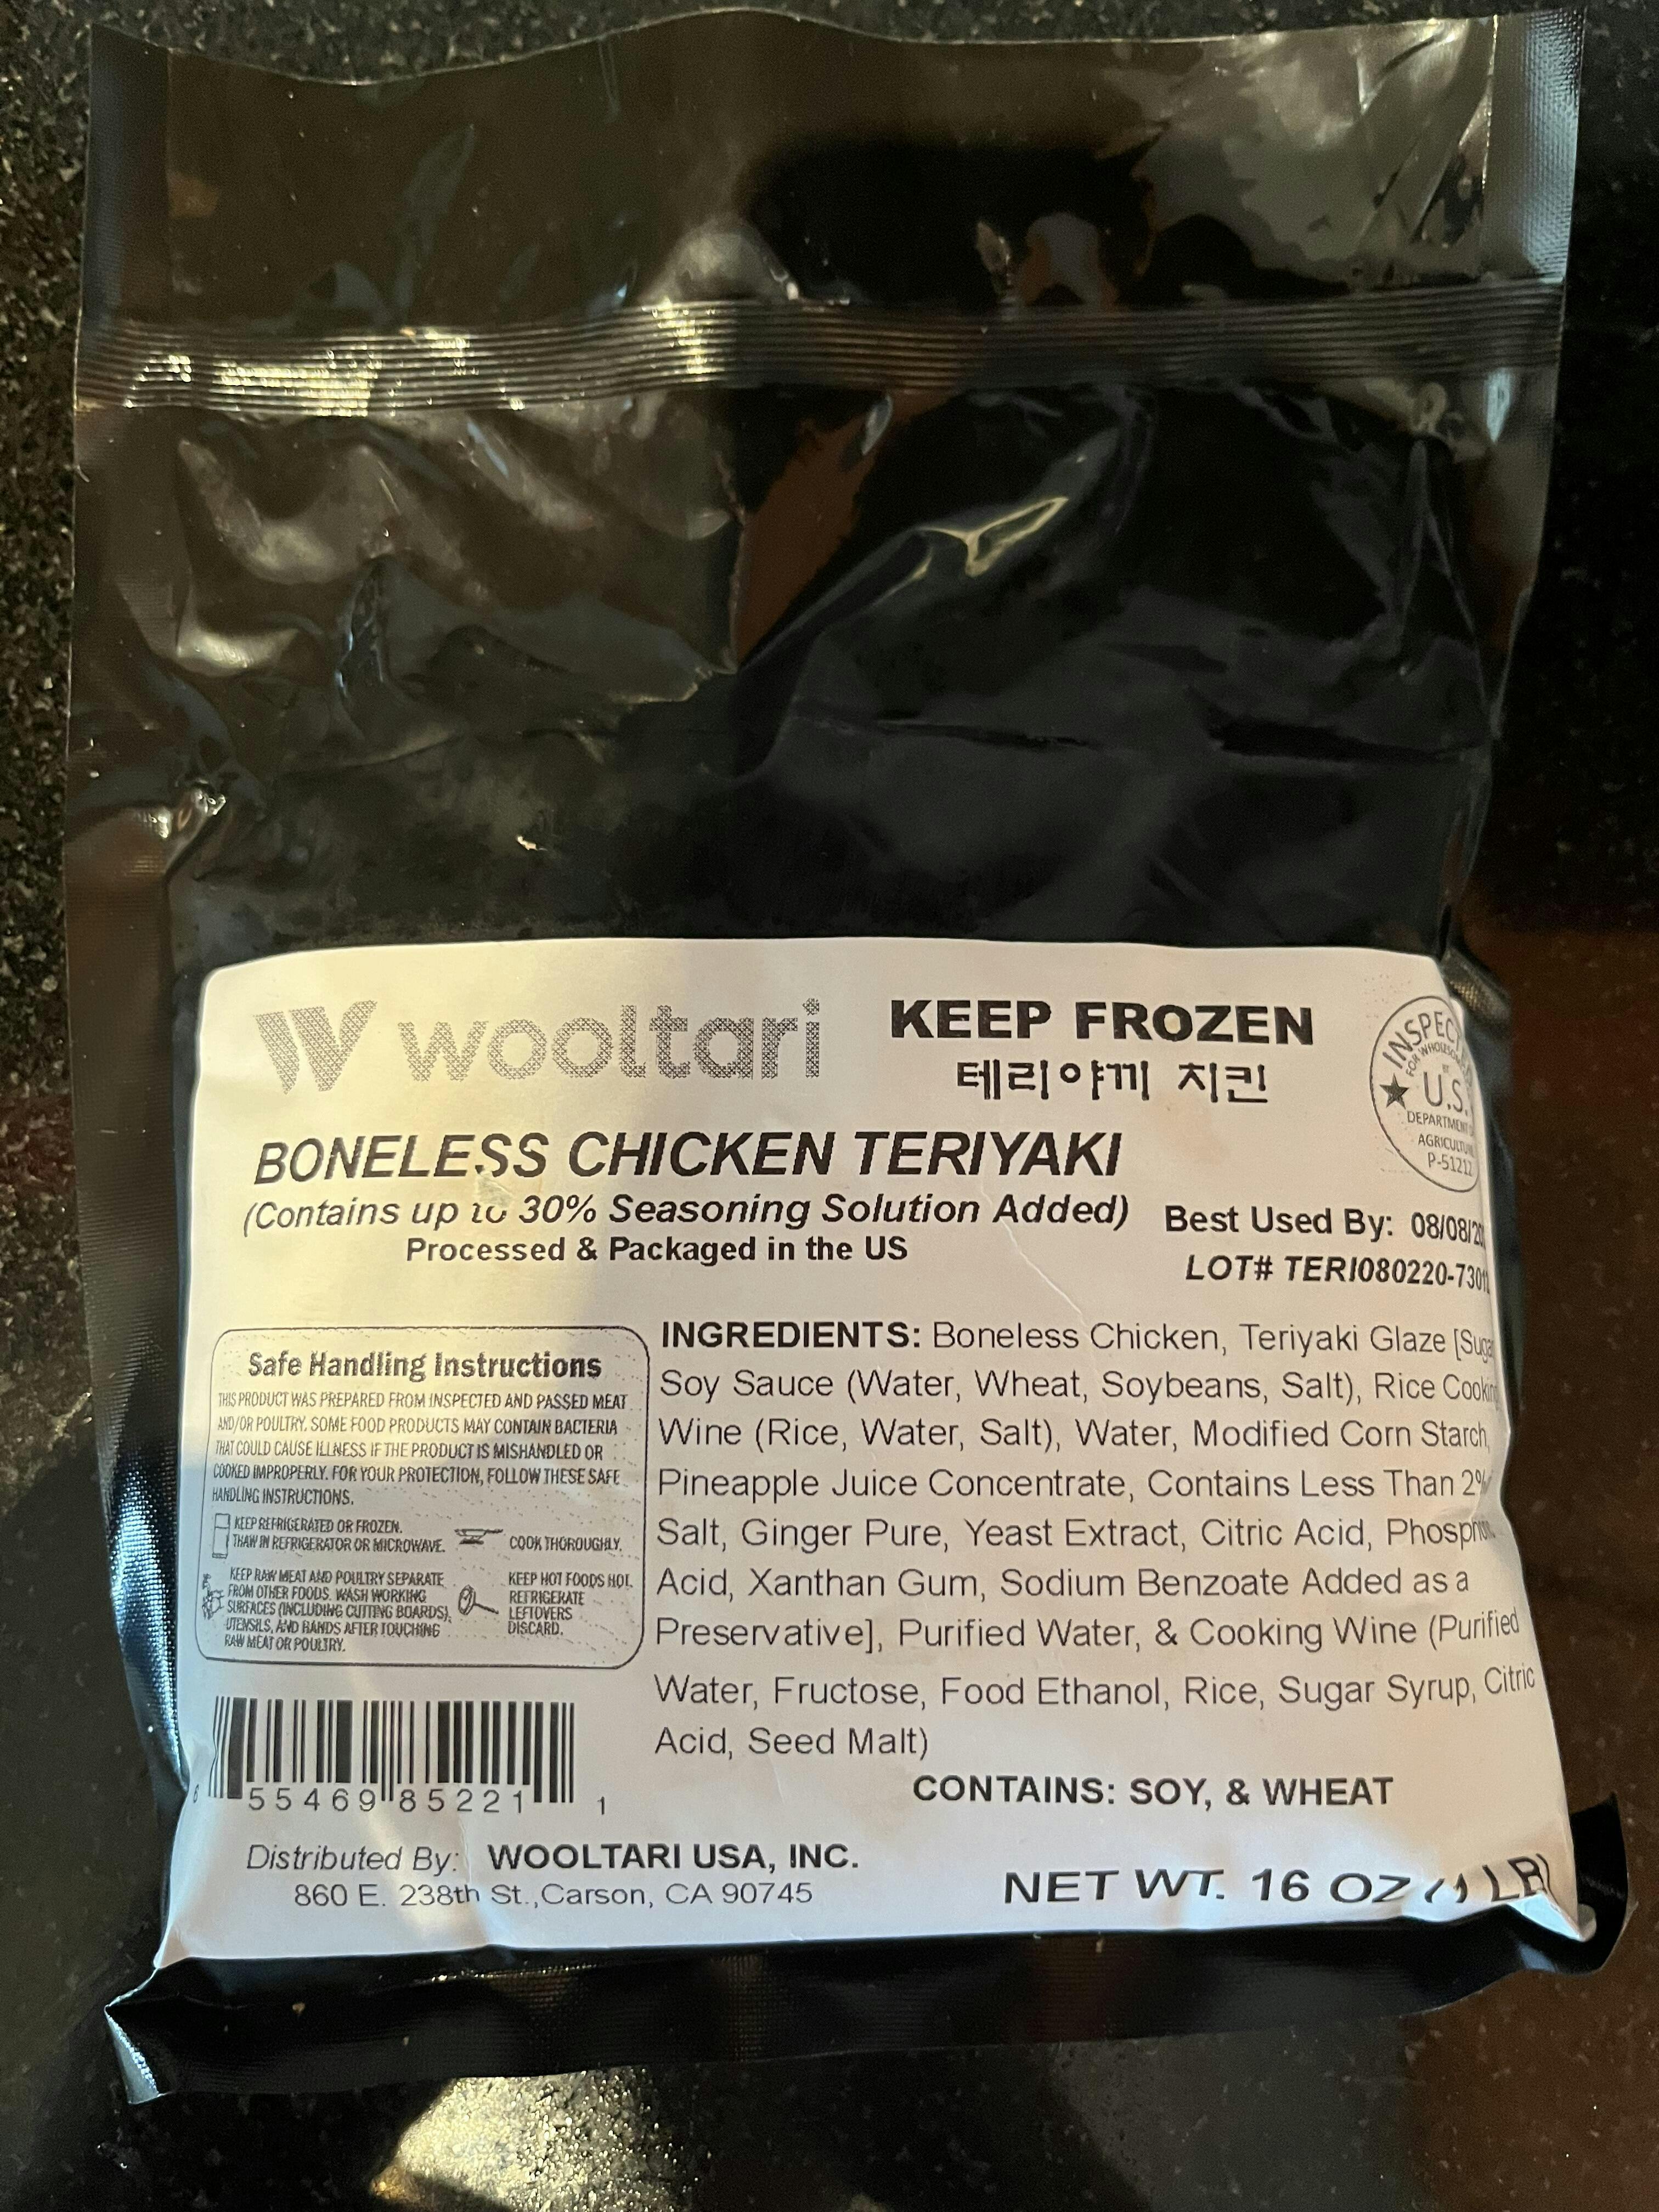 wooltari
KEEP FROZEN
테리야끼 치킨
INSPEC
FOR WHOLESO
BY
U.S.
DEPARTMENT
AGRICULTU
P-51212
BONELESS CHICKEN TERIYAKI
(Contains up to 30% Seasoning Solution Added)
Processed & Packaged in the US
Best Used By: 08/08/20
LOT# TERI080220-7301
Safe Handling Instructions
THIS PRODUCT WAS PREPARED FROM INSPECTED AND PASSED MEAT
AND/OR POULTRY. SOME FOOD PRODUCTS MAY CONTAIN BACTERIA
THAT COULD CAUSE ILLNESS IF THE PRODUCT IS MISHANDLED OR
COOKED IMPROPERLY. FOR YOUR PROTECTION, FOLLOW THESE SAFE
HANDLING INSTRUCTIONS.
KEEP REFRIGERATED OR FROZEN.
THAW IN REFRIGERATOR OR MICROWAVE.
COOK THOROUGHLY.
KEEP RAW MEAT AND POULTRY SEPARATE
FROM OTHER FOODS. WASH WORKING
SURFACES (INCLUDING CUTTING BOARDS),
UTENSILS, AND HANDS AFTER TOUCHING
RAW MEAT OR POULTRY.
KEEP HOT FOODS HOT.
REFRIGERATE
LEFTOVERS
DISCARD.
INGREDIENTS: Boneless Chicken, Teriyaki Glaze [Sugar
Soy Sauce (Water, Wheat, Soybeans, Salt), Rice Cooking
Wine (Rice, Water, Salt), Water, Modified Corn Starch,
Pineapple Juice Concentrate, Contains Less Than 2%
Salt, Ginger Pure, Yeast Extract, Citric Acid, Phosphoric
Acid, Xanthan Gum, Sodium Benzoate Added as a
Preservative], Purified Water, & Cooking Wine (Purified
Water, Fructose, Food Ethanol, Rice, Sugar Syrup, Citric
Acid, Seed Malt)
CONTAINS: SOY, & WHEAT
6 55469 85221 1
Distributed By: WOOLTARI USA, INC.
860 E. 238th St.,Carson, CA 90745
NET WT. 16 OZ (1 LB)